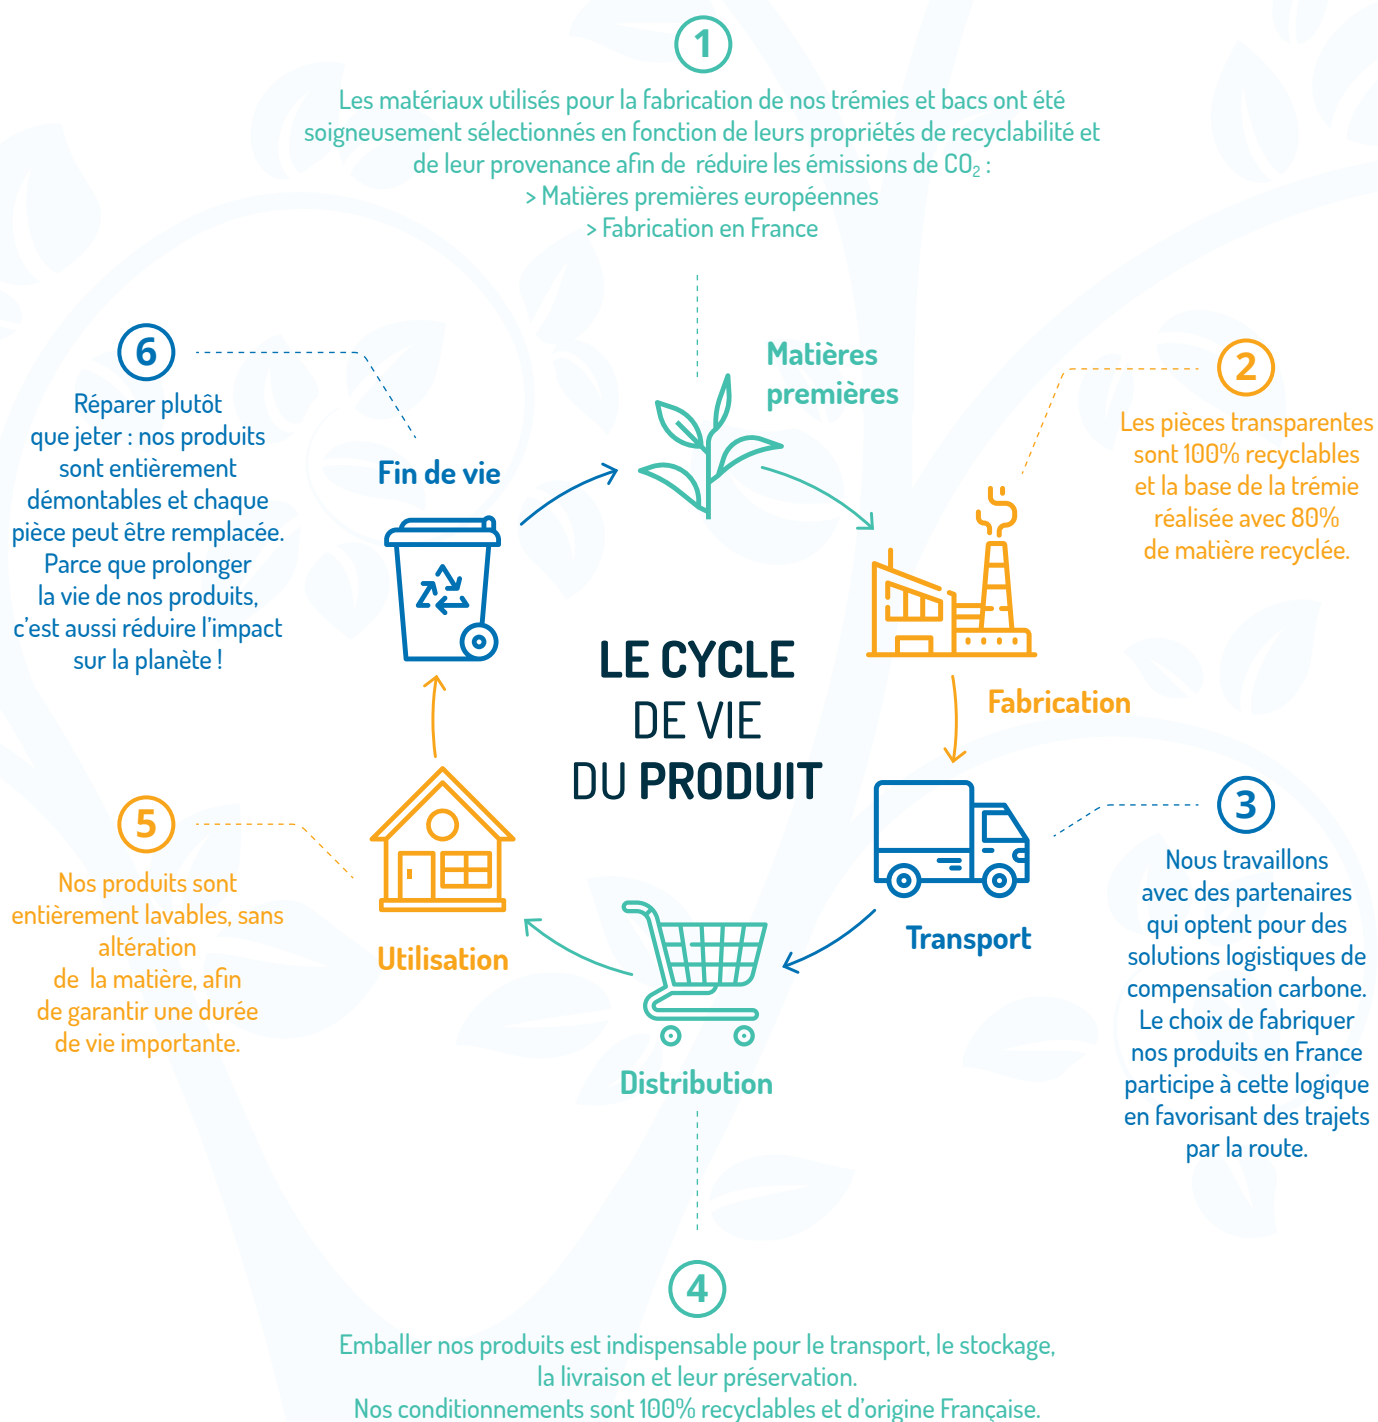 1
Les matériaux utilisés pour la fabrication de nos trémies et bacs ont été
soigneusement sélectionnés en fonction de leurs propriétés de recyclabilité et
de leur provenance afin de réduire les émissions de CO₂ :
> Matières premières européennes
> Fabrication en France
Matières
premières
2
Les pièces transparentes
sont 100% recyclables
et la base de la trémie
réalisée avec 80%
de matière recyclée.
Fabrication
3
Nous travaillons
avec des partenaires
qui optent pour des
solutions logistiques de
compensation carbone.
Le choix de fabriquer
nos produits en France
participe à cette logique
en favorisant des trajets
par la route.
Transport
Distribution
4
Emballer nos produits est indispensable pour le transport, le stockage,
la livraison et leur préservation.
Nos conditionnements sont 100% recyclables et d'origine Française.
5
Nos produits sont
entièrement lavables, sans
altération
de la matière, afin
de garantir une durée
de vie importante.
Utilisation
6
Réparer plutôt
que jeter : nos produits
sont entièrement
démontables et chaque
pièce peut être remplacée.
Parce que prolonger
la vie de nos produits,
c'est aussi réduire l'impact
sur la planète !
Fin de vie
LE CYCLE
DE VIE
DU PRODUIT